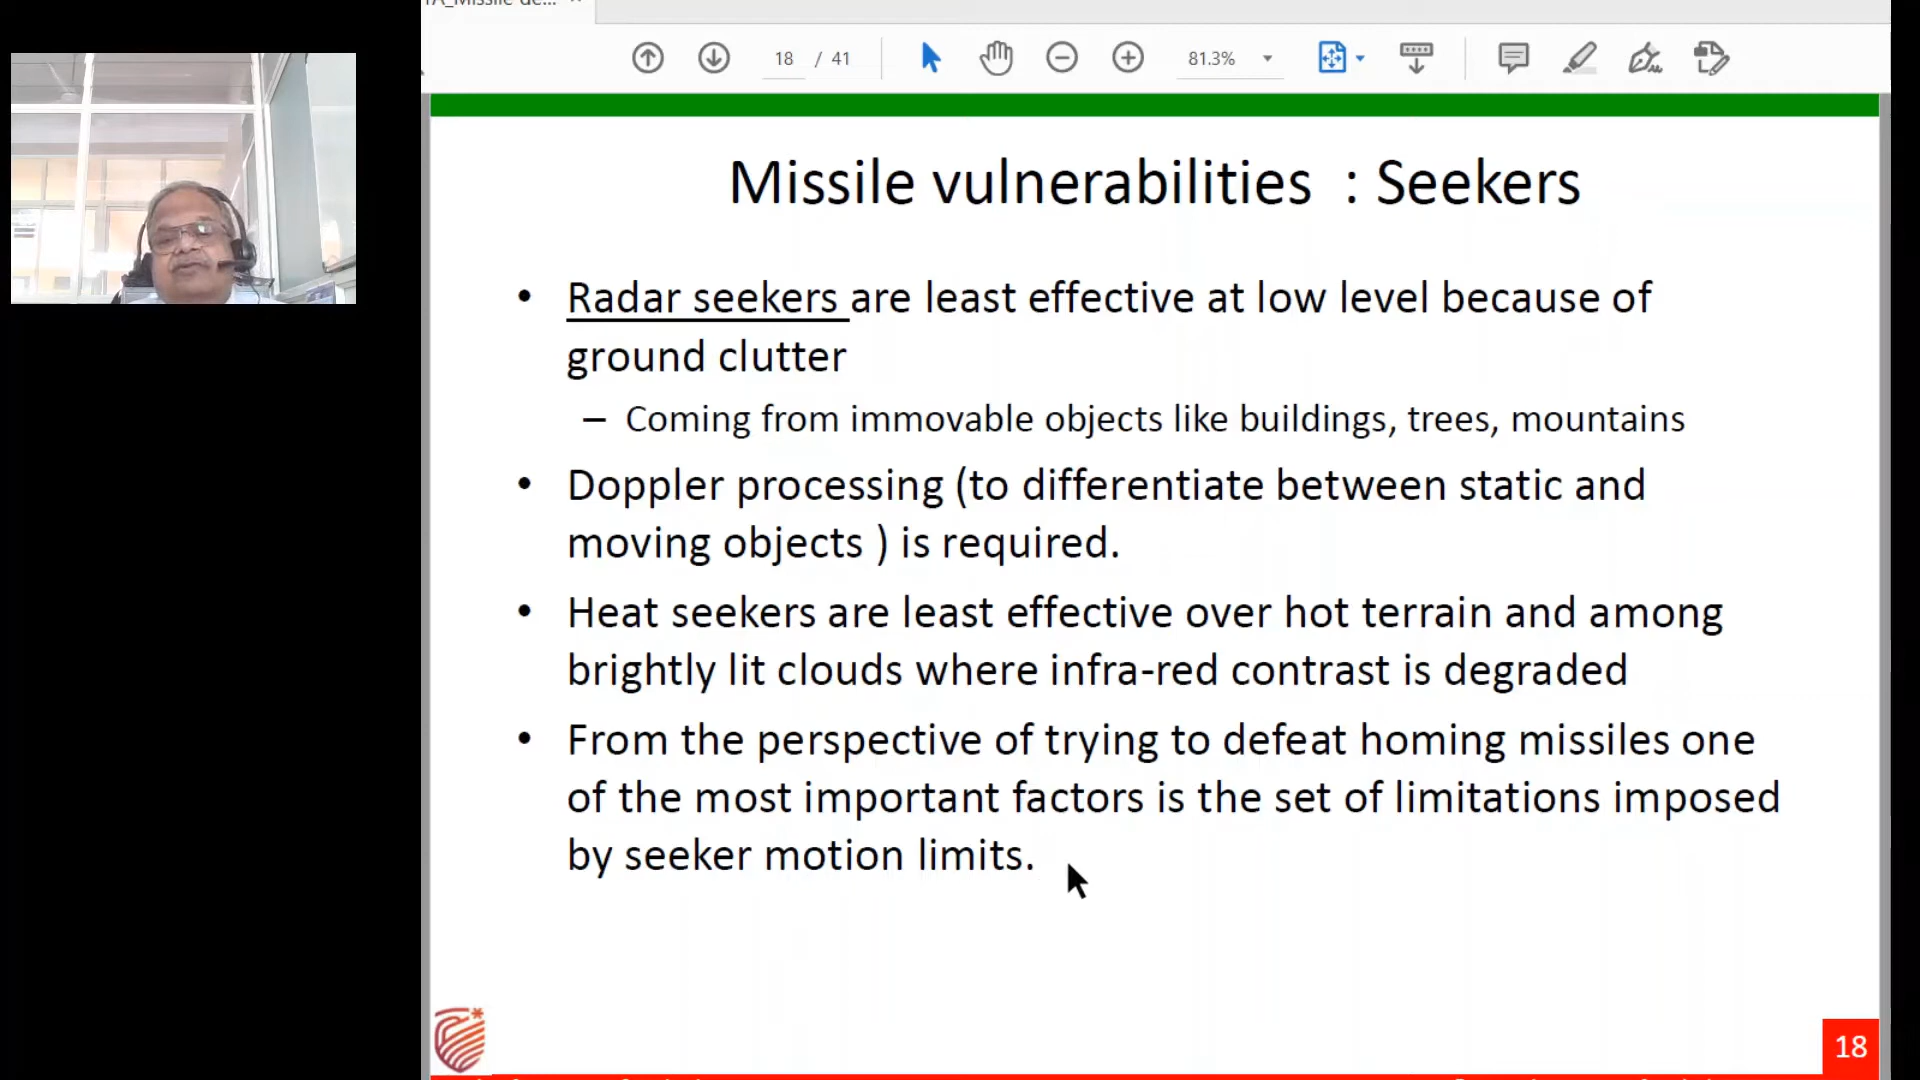 18 / 41
81.3%
Missile vulnerabilities : Seekers
• Radar seekers are least effective at low level because of
ground clutter
– Coming from immovable objects like buildings, trees, mountains
• Doppler processing (to differentiate between static and
moving objects ) is required.
• Heat seekers are least effective over hot terrain and among
brightly lit clouds where infra-red contrast is degraded
• From the perspective of trying to defeat homing missiles one
of the most important factors is the set of limitations imposed
by seeker motion limits.
18